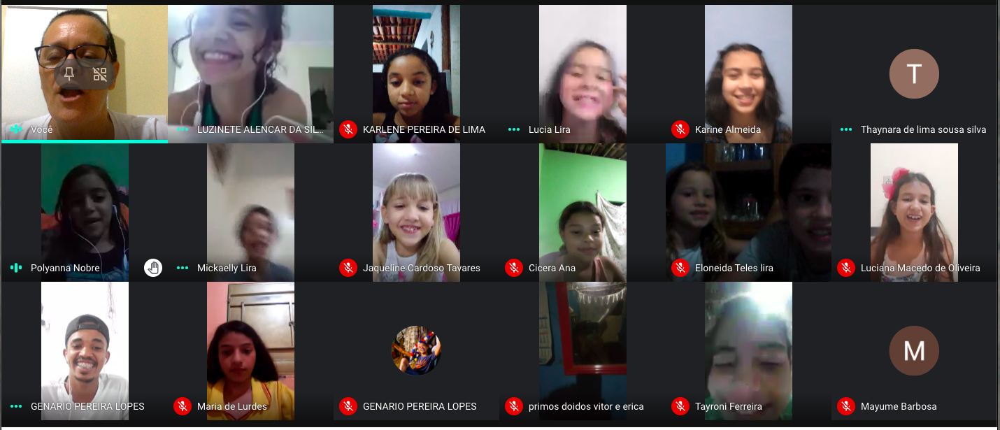 Você
LUZINETE ALENCAR DA SIL...
KARLENE PEREIRA DE LIMA
Lucia Lira
Karine Almeida
T
Thaynara de lima sousa silva
Polyanna Nobre
Mickaelly Lira
Jaqueline Cardoso Tavares
Cicera Ana
Eloneida Teles lira
Luciana Macedo de Oliveira
GENARIO PEREIRA LOPES
Maria de Lurdes
GENARIO PEREIRA LOPES
primos doidos vitor e erica
Tayroni Ferreira
M
Mayume Barbosa